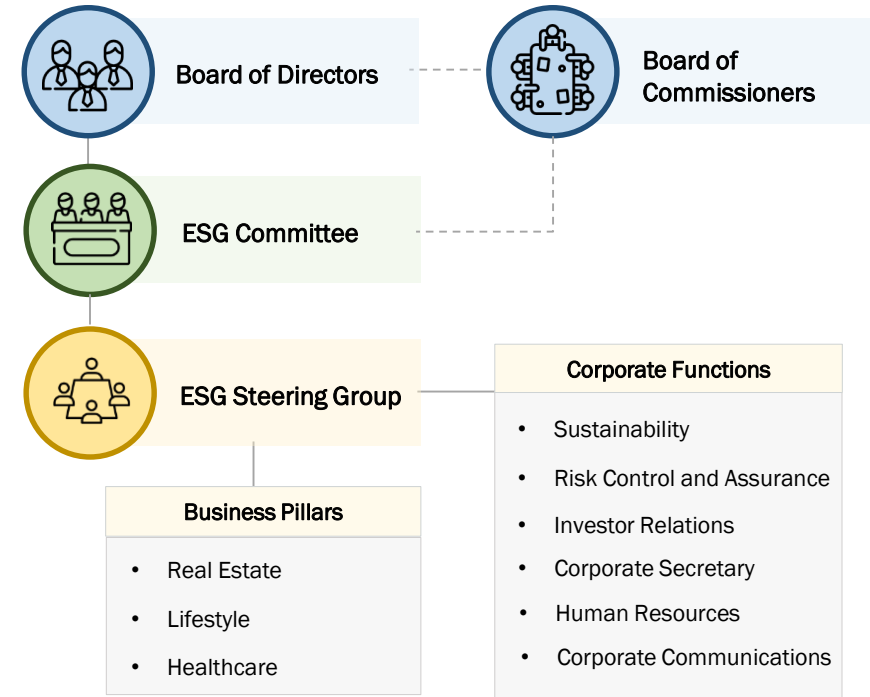 Board of Directors
Board of
Commissioners
ESG Committee
ESG Steering Group
Corporate Functions
• Sustainability
• Risk Control and Assurance
• Investor Relations
• Corporate Secretary
• Human Resources
• Corporate Communications
Business Pillars
• Real Estate
• Lifestyle
• Healthcare